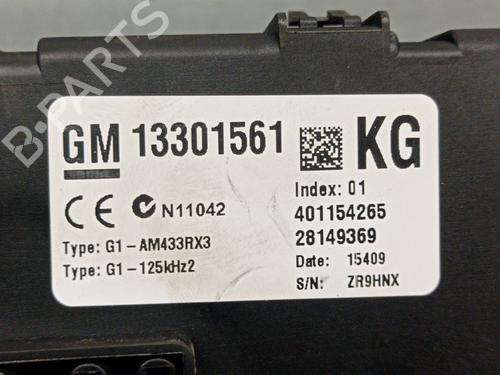 GM 13301561 KG
Index: 01
CE N11042
401154265
28149369
Type: G1-AM433RX3
Date: 15409
Type: G1-125kHz2
S/N: ZR9HNX
B-PARTS